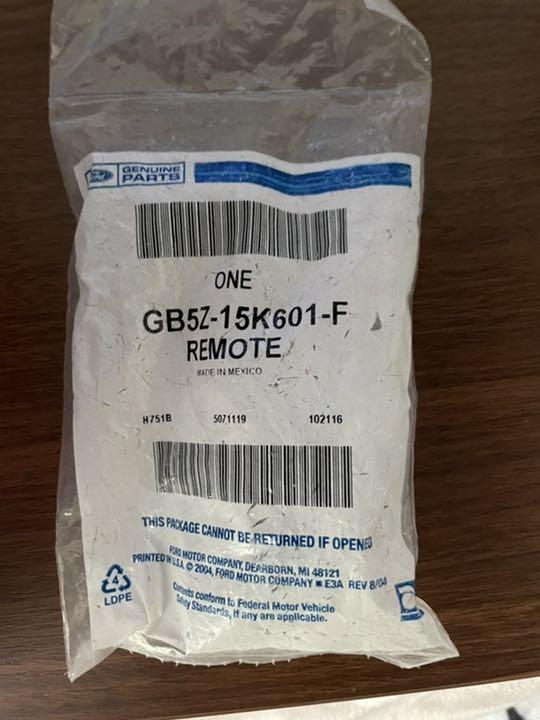 GENUINE
PARTS
ONE
GB5Z-15K601-F
REMOTE
MADE IN MEXICO
H751B 5071119 102116
THIS PACKAGE CANNOT BE RETURNED IF OPENED
FORD MOTOR COMPANY, DEARBORN, MI 48121
PRINTED IN U.S.A. © 2004, FORD MOTOR COMPANY ■ E3A REV 8/04
Contents conform to Federal Motor Vehicle
Safety Standards, if any are applicable.
4
LDPE